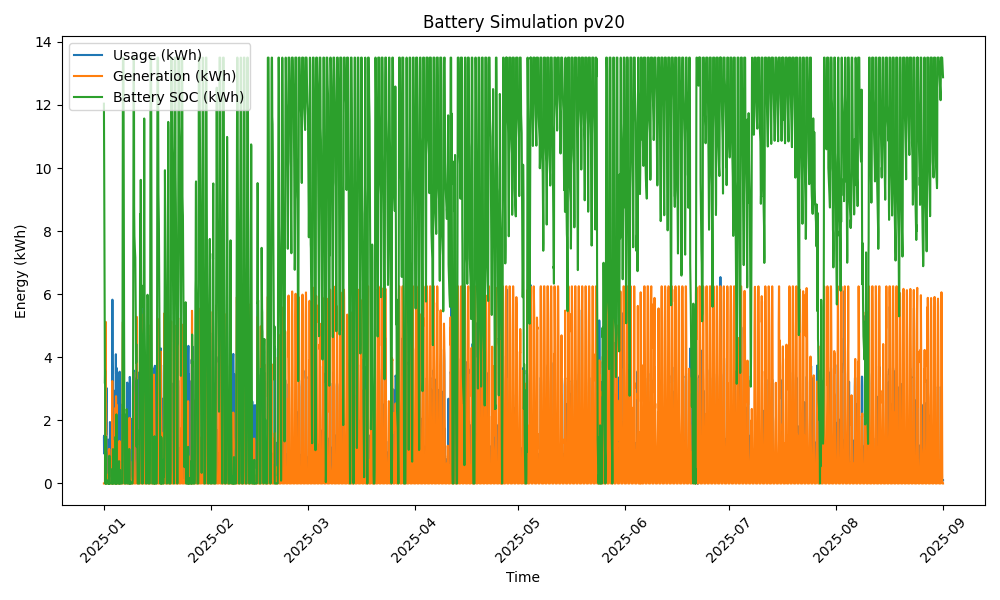 Battery Simulation pv20
Usage (kWh)
Generation (kWh)
Battery SOC (kWh)
Energy (kWh)
14
12
10
8
6
4
2
0
2025-01
2025-02
2025-03
2025-04
2025-05
2025-06
2025-07
2025-08
2025-09
Time